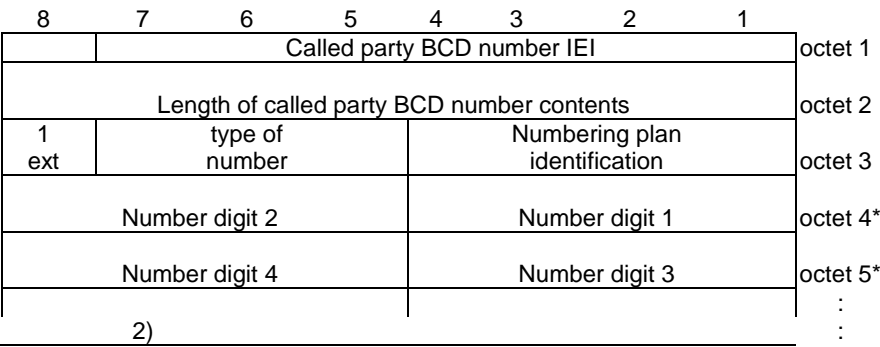 8 7 6 5 4 3 2 1
Called party BCD number IEI octet 1
Length of called party BCD number contents octet 2
1 type of Numbering plan
ext number identification octet 3
Number digit 2 Number digit 1 octet 4*
Number digit 4 Number digit 3 octet 5*
:
2) :